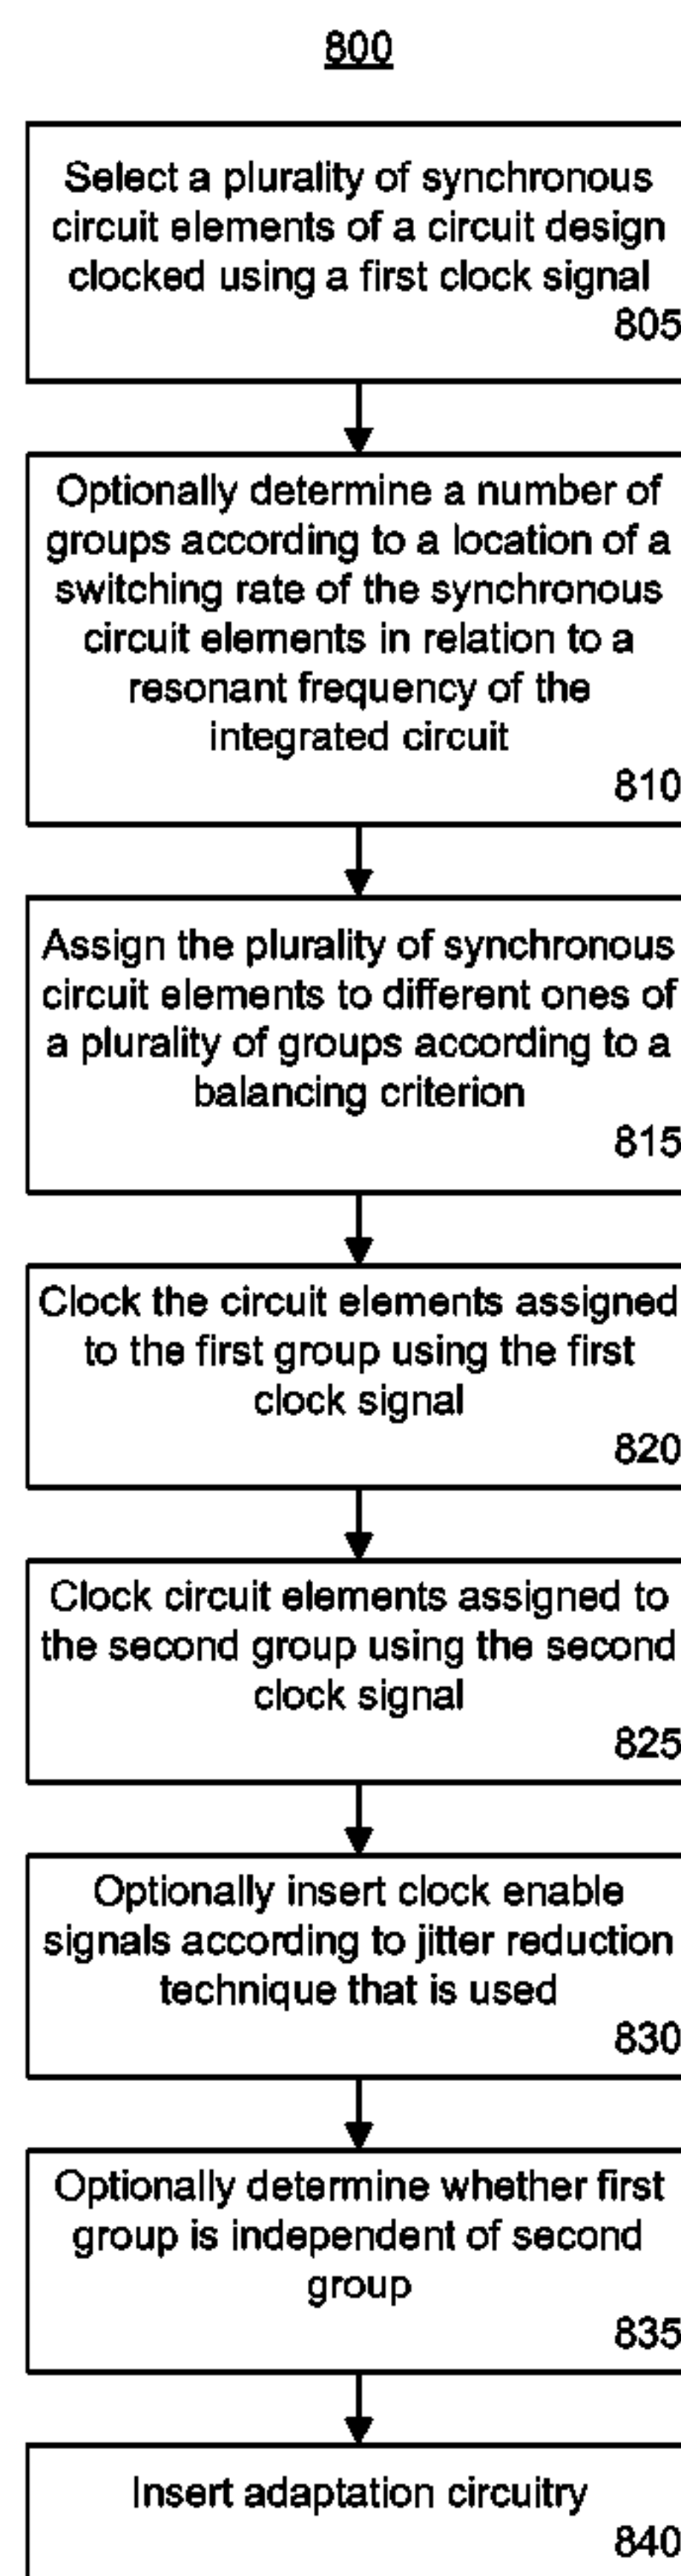 800
Select a plurality of synchronous
circuit elements of a circuit design
clocked using a first clock signal
805
Optionally determine a number of
groups according to a location of a
switching rate of the synchronous
circuit elements in relation to a
resonant frequency of the
integrated circuit
810
Assign the plurality of synchronous
circuit elements to different ones of
a plurality of groups according to a
balancing criterion
815
Clock the circuit elements assigned
to the first group using the first
clock signal
820
Clock circuit elements assigned to
the second group using the second
clock signal
825
Optionally insert clock enable
signals according to jitter reduction
technique that is used
830
Optionally determine whether first
group is independent of second
group
835
Insert adaptation circuitry
840